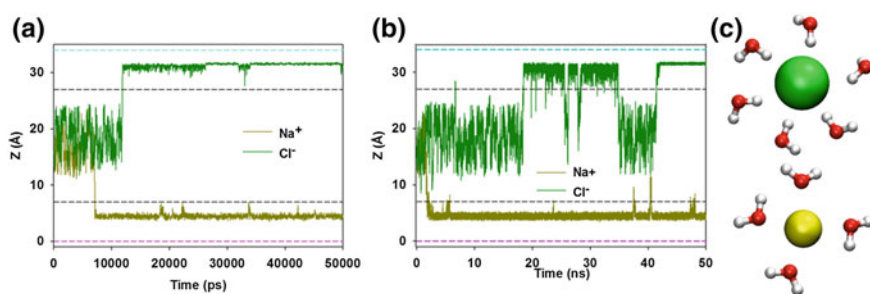 (a)
Z (Å)
30
20
10
0
Na⁺
Cl⁻
0 10000 20000 30000 40000 50000
Time (ps)
(b)
Z (Å)
30
20
10
0
Na+
Cl⁻
0 10 20 30 40 50
Time (ns)
(c)